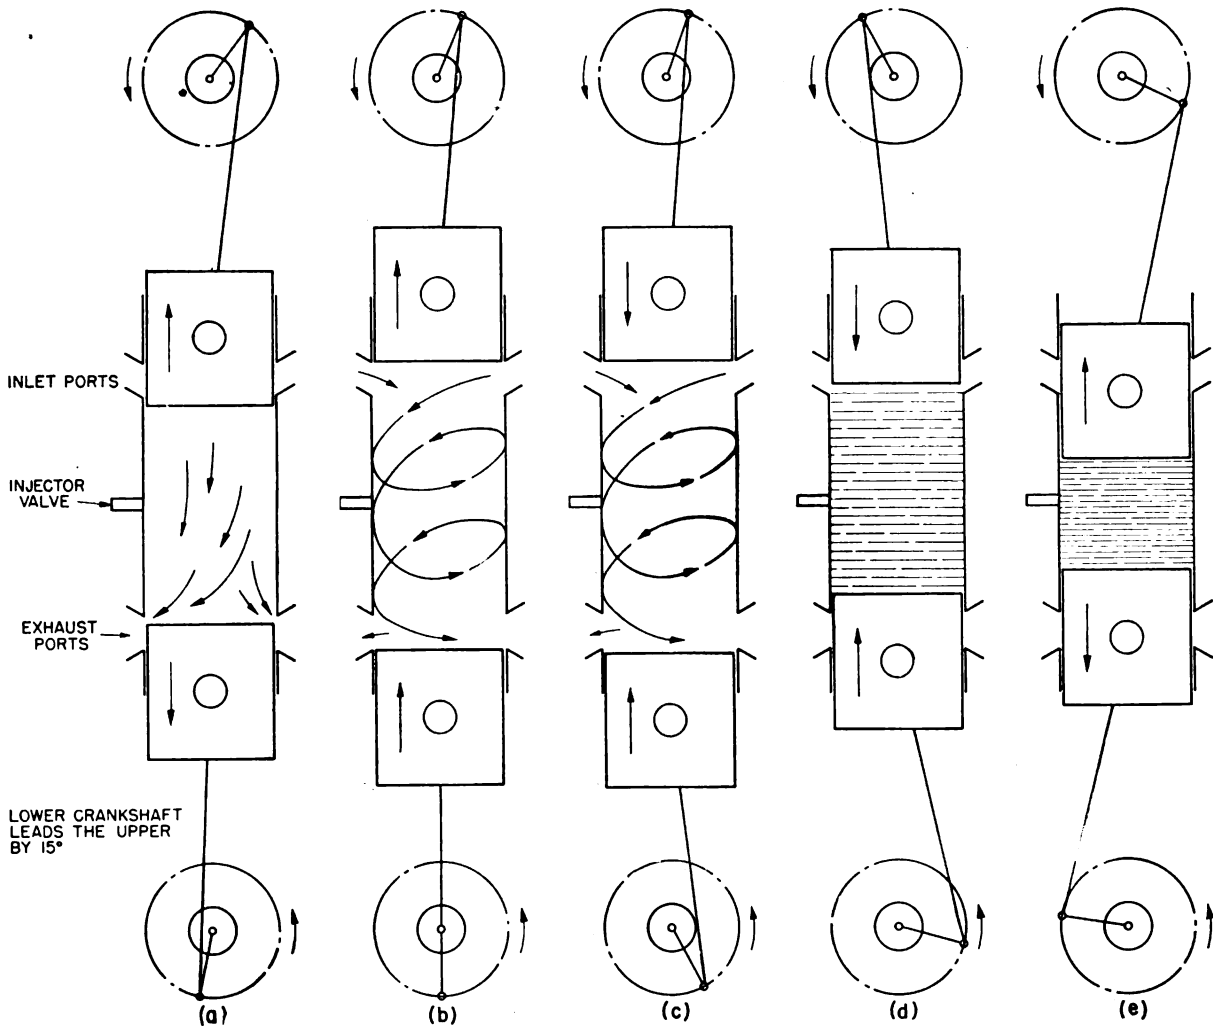 INLET PORTS
INJECTOR
VALVE
EXHAUST
PORTS
LOWER CRANKSHAFT
LEADS THE UPPER
BY 15°
(a) (b) (c) (d) (e)